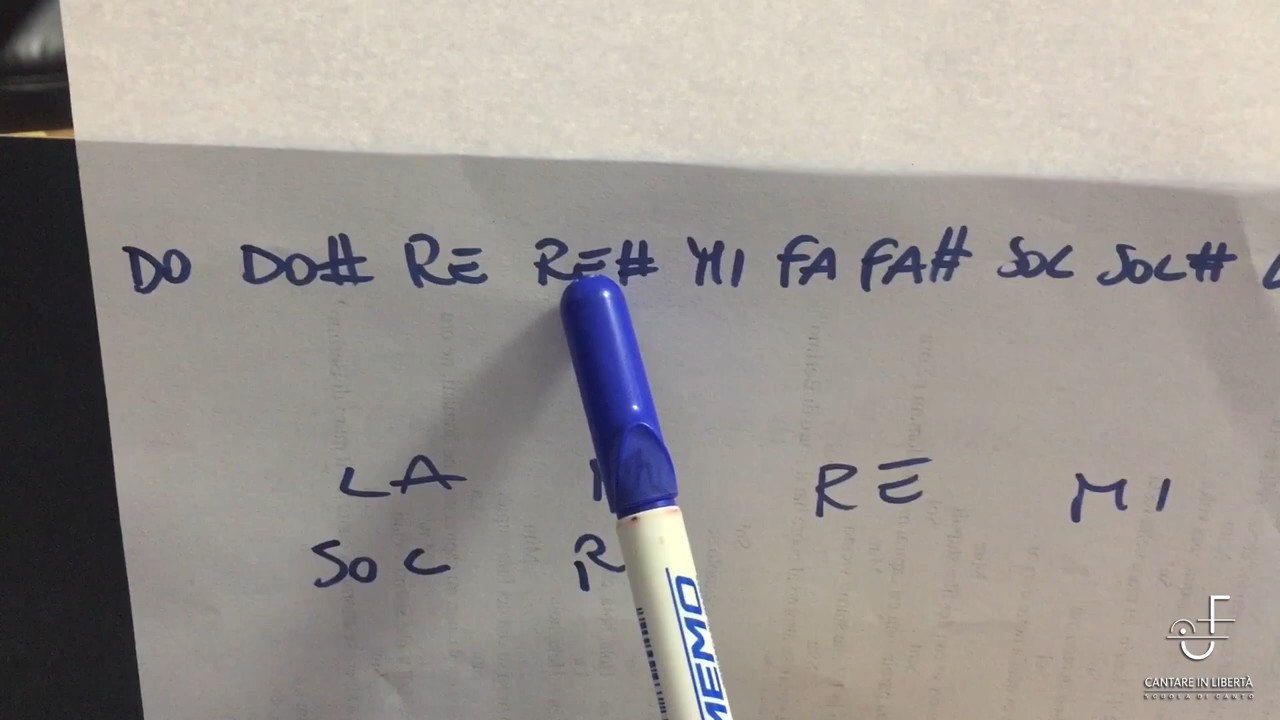 DO DO# RE RE# MI FA FA# SOL SOL#
LA RE MI
SOL R
MEMO
CANTARE IN LIBERTÀ
SCUOLA DI CANTO